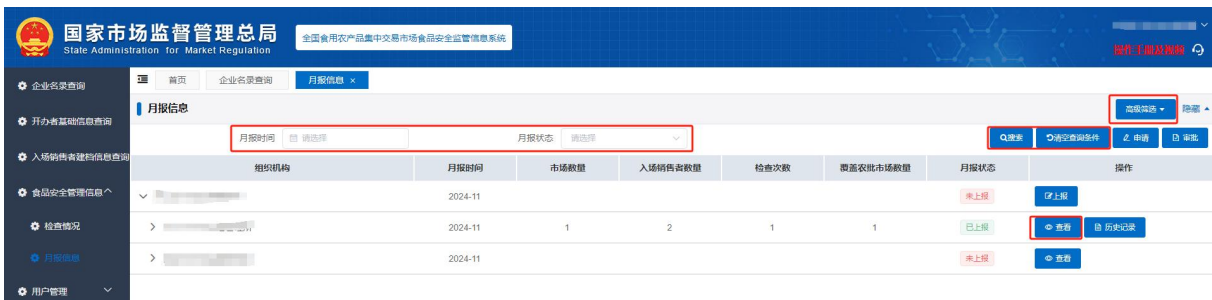 国家市场监督管理总局
State Administration for Market Regulation
全国食用农产品集中交易市场食品安全监管信息系统
操作手册及视频
企业名录查询
开办者基础信息查询
入场销售者建档信息查询
食品安全管理信息
检查情况
月报信息
用户管理
首页 企业名录查询 月报信息 ×
月报信息
高级筛选 隐藏
月报时间 请选择 月报状态 请选择
搜索 清空查询条件 申请 审批
组织机构 月报时间 市场数量 入场销售者数量 检查次数 覆盖农批市场数量 月报状态 操作
2024-11 未上报 上报
2024-11 1 2 1 1 已上报 查看 历史记录
2024-11 未上报 查看